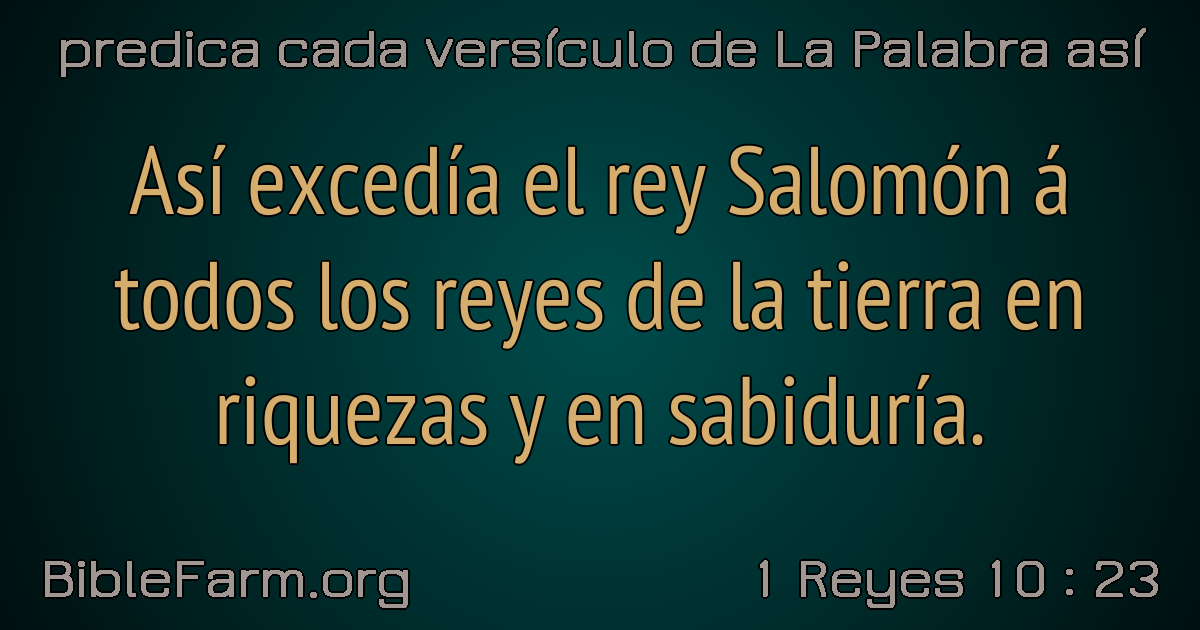 predica cada versículo de La Palabra así
Así excedía el rey Salomón á
todos los reyes de la tierra en
riquezas y en sabiduría.
BibleFarm.org
1 Reyes 10 : 23